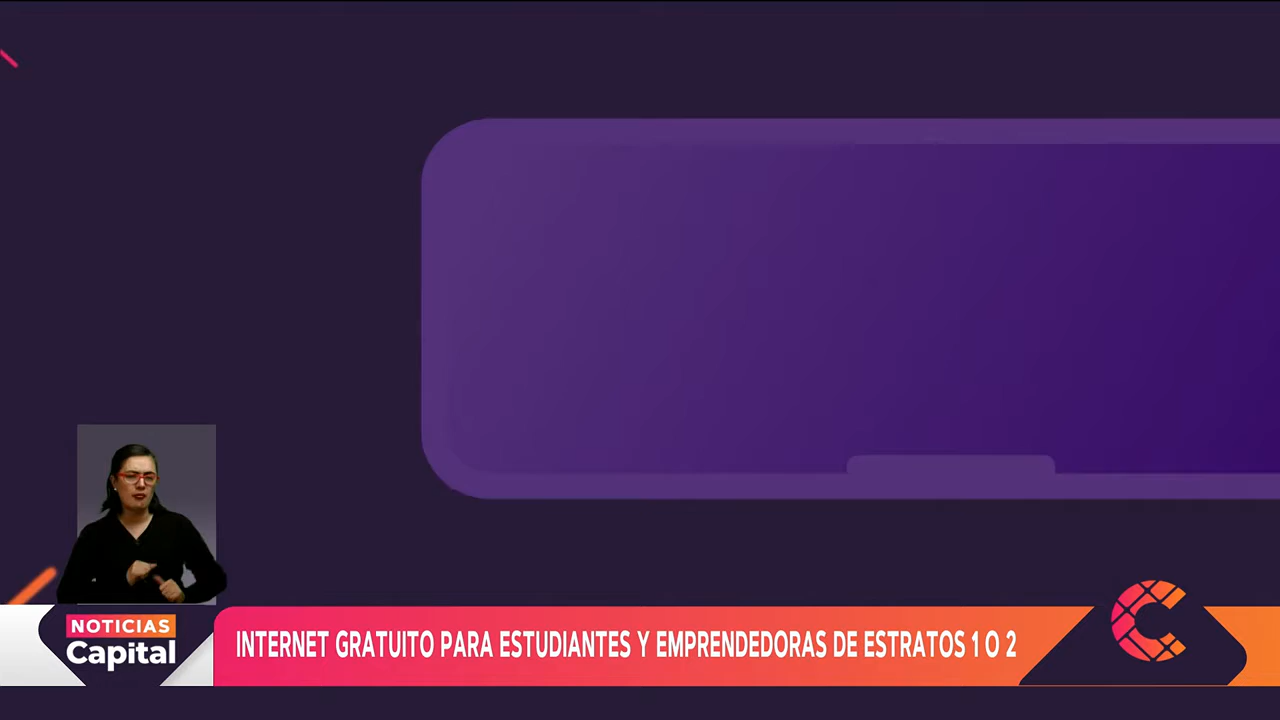 NOTICIAS
Capital
INTERNET GRATUITO PARA ESTUDIANTES Y EMPRENDEDORAS DE ESTRATOS 1 O 2